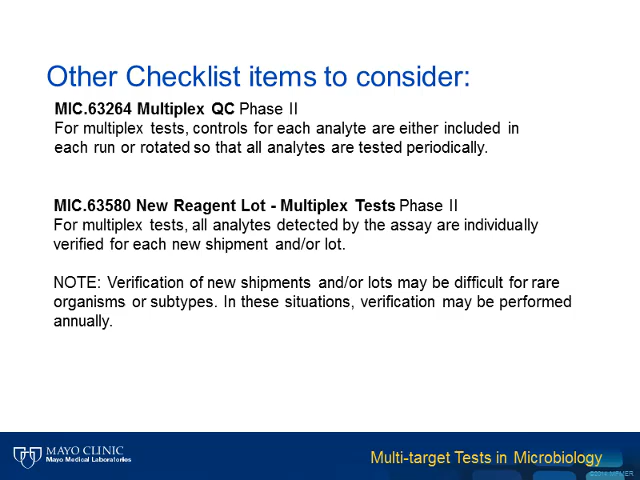 Other Checklist items to consider:
MIC.63264 Multiplex QC Phase II
For multiplex tests, controls for each analyte are either included in
each run or rotated so that all analytes are tested periodically.
MIC.63580 New Reagent Lot - Multiplex Tests Phase II
For multiplex tests, all analytes detected by the assay are individually
verified for each new shipment and/or lot.
NOTE: Verification of new shipments and/or lots may be difficult for rare
organisms or subtypes. In these situations, verification may be performed
annually.
MAYO CLINIC
Mayo Medical Laboratories
Multi-target Tests in Microbiology